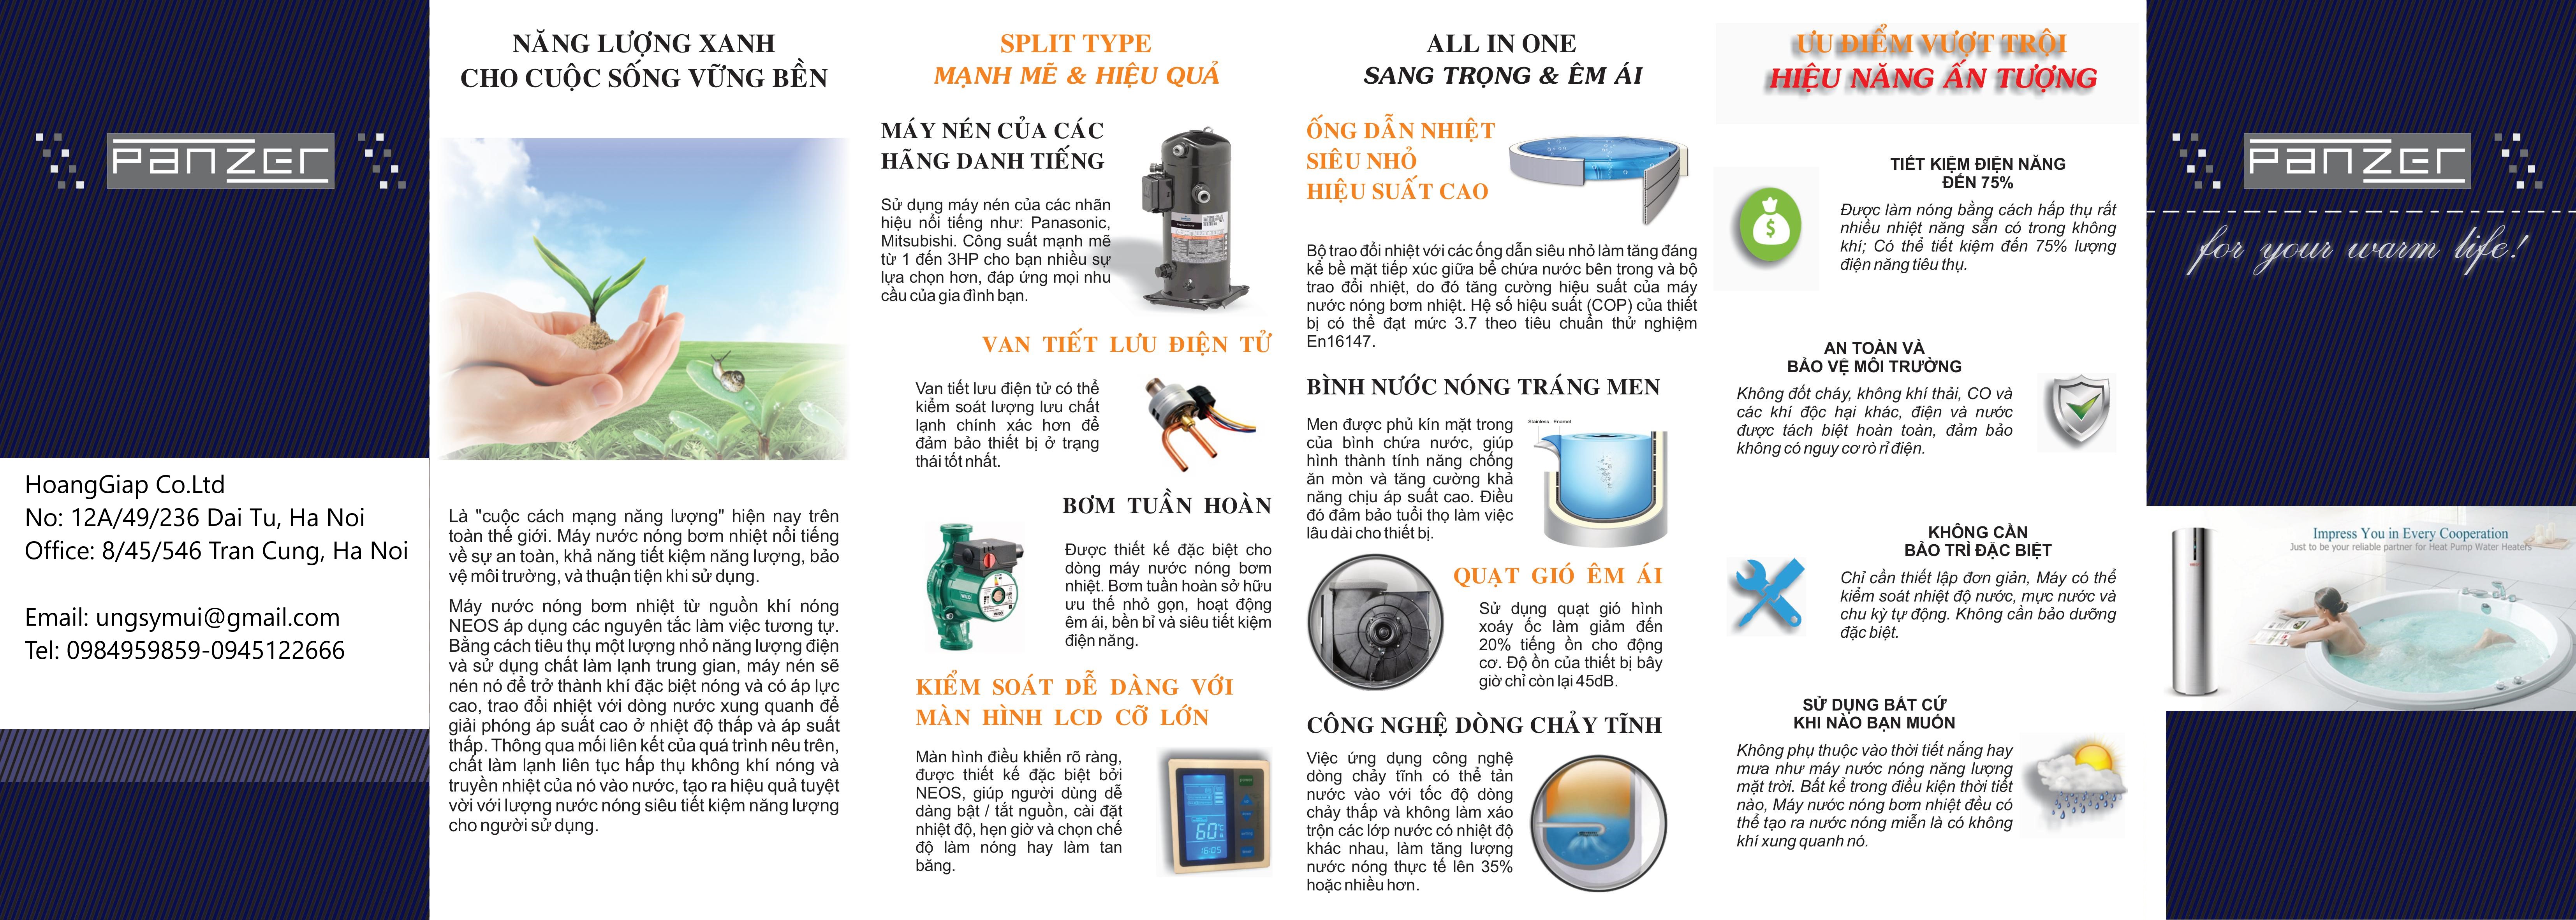 PANZER
HoangGiap Co.Ltd
No: 12A/49/236 Dai Tu, Ha Noi
Office: 8/45/546 Tran Cung, Ha Noi
Email: ungsymui@gmail.com
Tel: 0984959859-0945122666
NĂNG LƯỢNG XANH
CHO CUỘC SỐNG VỮNG BỀN
Là "cuộc cách mạng năng lượng" hiện nay trên
toàn thế giới. Máy nước nóng bơm nhiệt nổi tiếng
về sự an toàn, khả năng tiết kiệm năng lượng, bảo
vệ môi trường, và thuận tiện khi sử dụng.
Máy nước nóng bơm nhiệt từ nguồn khí nóng
NEOS áp dụng các nguyên tắc làm việc tương tự.
Bằng cách tiêu thụ một lượng nhỏ năng lượng điện
và sử dụng chất làm lạnh trung gian, máy nén sẽ
nén nó để trở thành khí đặc biệt nóng và có áp lực
cao, trao đổi nhiệt với dòng nước xung quanh để
giải phóng áp suất cao ở nhiệt độ thấp và áp suất
thấp. Thông qua mối liên kết của quá trình nêu trên,
chất làm lạnh liên tục hấp thụ không khí nóng và
truyền nhiệt của nó vào nước, tạo ra hiệu quả tuyệt
vời với lượng nước nóng siêu tiết kiệm năng lượng
cho người sử dụng.
SPLIT TYPE
MẠNH MẼ & HIỆU QUẢ
MÁY NÉN CỦA CÁC
HÃNG DANH TIẾNG
Sử dụng máy nén của các nhãn
hiệu nổi tiếng như: Panasonic,
Mitsubishi. Công suất mạnh mẽ
từ 1 đến 3HP cho bạn nhiều sự
lựa chọn hơn, đáp ứng mọi nhu
cầu của gia đình bạn.
VAN TIẾT LƯU ĐIỆN TỬ
Van tiết lưu điện tử có thể
kiểm soát lượng lưu chất
lạnh chính xác hơn để
đảm bảo thiết bị ở trạng
thái tốt nhất.
BƠM TUẦN HOÀN
Được thiết kế đặc biệt cho
dòng máy nước nóng bơm
nhiệt. Bơm tuần hoàn sở hữu
ưu thế nhỏ gọn, hoạt động
êm ái, bền bỉ và siêu tiết kiệm
điện năng.
KIỂM SOÁT DỄ DÀNG VỚI
MÀN HÌNH LCD CỠ LỚN
Màn hình điều khiển rõ ràng,
được thiết kế đặc biệt bởi
NEOS, giúp người dùng dễ
dàng bật / tắt nguồn, cài đặt
nhiệt độ, hẹn giờ và chọn chế
độ làm nóng hay làm tan
băng.
60°C
16:05
ALL IN ONE
SANG TRỌNG & ÊM ÁI
ỐNG DẪN NHIỆT
SIÊU NHỎ
HIỆU SUẤT CAO
Bộ trao đổi nhiệt với các ống dẫn siêu nhỏ làm tăng đáng
kể bề mặt tiếp xúc giữa bể chứa nước bên trong và bộ
trao đổi nhiệt, do đó tăng cường hiệu suất của máy
nước nóng bơm nhiệt. Hệ số hiệu suất (COP) của thiết
bị có thể đạt mức 3.7 theo tiêu chuẩn thử nghiệm
En16147.
BÌNH NƯỚC NÓNG TRÁNG MEN
Men được phủ kín mặt trong
của bình chứa nước, giúp
hình thành tính năng chống
ăn mòn và tăng cường khả
năng chịu áp suất cao. Điều
đó đảm bảo tuổi thọ làm việc
lâu dài cho thiết bị.
Stainless Enamel
QUẠT GIÓ ÊM ÁI
Sử dụng quạt gió hình
xoáy ốc làm giảm đến
20% tiếng ồn cho động
cơ. Độ ồn của thiết bị bây
giờ chỉ còn lại 45dB.
CÔNG NGHỆ DÒNG CHẢY TĨNH
Việc ứng dụng công nghệ
dòng chảy tĩnh có thể tản
nước vào với tốc độ dòng
chảy thấp và không làm xáo
trộn các lớp nước có nhiệt độ
khác nhau, làm tăng lượng
nước nóng thực tế lên 35%
hoặc nhiều hơn.
ƯU ĐIỂM VƯỢT TRỘI
HIỆU NĂNG ẤN TƯỢNG
TIẾT KIỆM ĐIỆN NĂNG
ĐẾN 75%
Được làm nóng bằng cách hấp thụ rất
nhiều nhiệt năng sẵn có trong không
khí; Có thể tiết kiệm đến 75% lượng
điện năng tiêu thụ.
AN TOÀN VÀ
BẢO VỆ MÔI TRƯỜNG
Không đốt cháy, không khí thải, CO và
các khí độc hại khác, điện và nước
được tách biệt hoàn toàn, đảm bảo
không có nguy cơ rò rỉ điện.
KHÔNG CẦN
BẢO TRÌ ĐẶC BIỆT
Chỉ cần thiết lập đơn giản, Máy có thể
kiểm soát nhiệt độ nước, mực nước và
chu kỳ tự động. Không cần bảo dưỡng
đặc biệt.
SỬ DỤNG BẤT CỨ
KHI NÀO BẠN MUỐN
Không phụ thuộc vào thời tiết nắng hay
mưa như máy nước nóng năng lượng
mặt trời. Bất kể trong điều kiện thời tiết
nào, Máy nước nóng bơm nhiệt đều có
thể tạo ra nước nóng miễn là có không
khí xung quanh nó.
PANZER
for your warm life!
Impress You in Every Cooperation
Just to be your reliable partner for Heat Pump Water Heaters